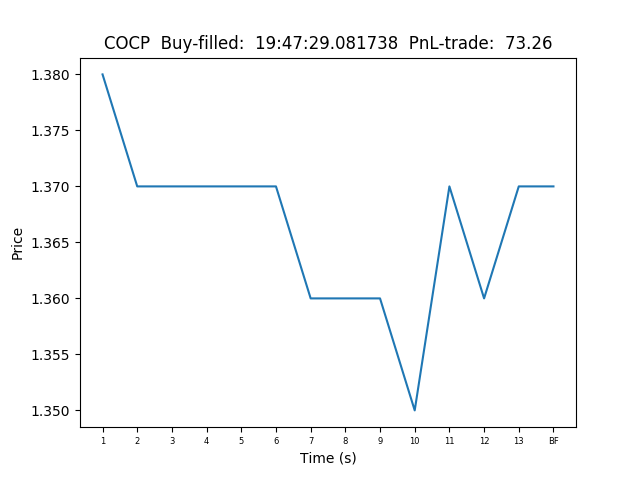 COCP  Buy-filled:  19:47:29.081738  PnL-trade:  73.26
1.380
1.375
1.370
1.365
1.360
1.355
1.350
Price
1 2 3 4 5 6 7 8 9 10 11 12 13 BF
Time (s)